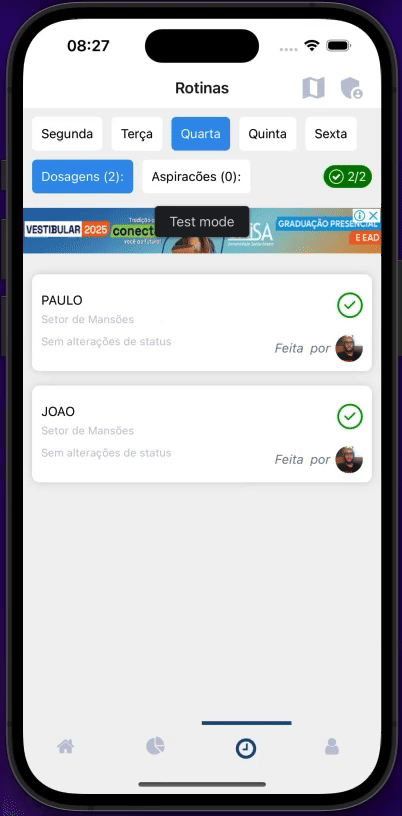 08:27
Rotinas
Segunda
Terça
Quarta
Quinta
Sexta
Dosagens (2):
Aspiracões (0):
2/2
VESTIBULAR 2025
Tradição
conect
você ao futuro!
Test mode
ISA
GRADUAÇÃO PRESENCIAL
E EAD
PAULO
Setor de Mansões
Sem alterações de status
Feita por
JOAO
Setor de Mansões
Sem alterações de status
Feita por